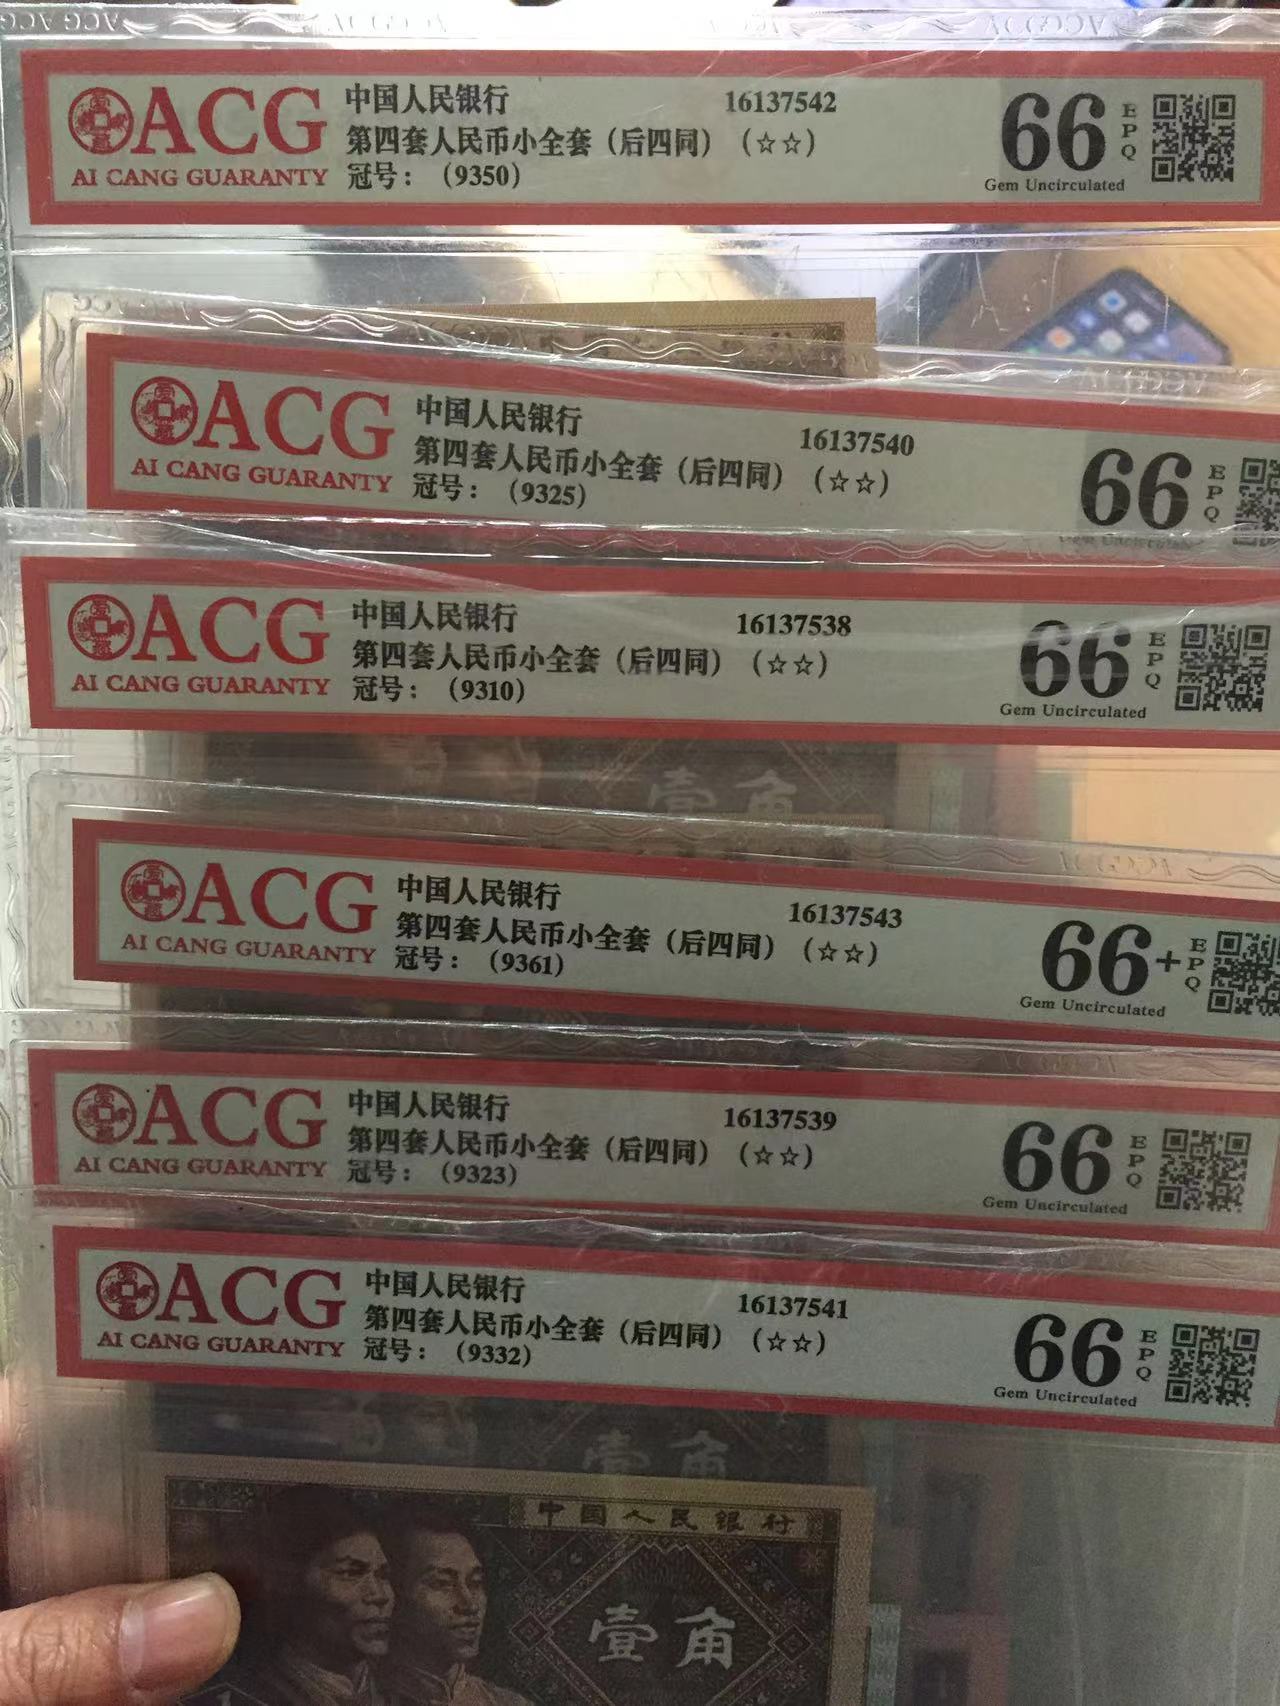 ACG ACG
ACG
中国人民银行
16137542
第四套人民币小全套（后四同）（☆☆）
冠号：（9350）
AI CANG GUARANTY
66
EPQ
Gem Uncirculated
ACG
中国人民银行
16137540
第四套人民币小全套（后四同）（☆☆）
冠号：（9325）
AI CANG GUARANTY
66
EPQ
Gem Uncirculated
ACG
中国人民银行
16137538
第四套人民币小全套（后四同）（☆☆）
冠号：（9310）
AI CANG GUARANTY
66
EPQ
Gem Uncirculated
壹角
ACG
中国人民银行
16137543
第四套人民币小全套（后四同）（☆☆）
冠号：（9361）
AI CANG GUARANTY
66+
EPQ
Gem Uncirculated
ACG
中国人民银行
16137539
第四套人民币小全套（后四同）（☆☆）
冠号：（9323）
AI CANG GUARANTY
66
EPQ
Gem Uncirculated
ACG
中国人民银行
16137541
第四套人民币小全套（后四同）（☆☆）
冠号：（9332）
AI CANG GUARANTY
66
EPQ
Gem Uncirculated
壹角
中国人民银行
壹角
1